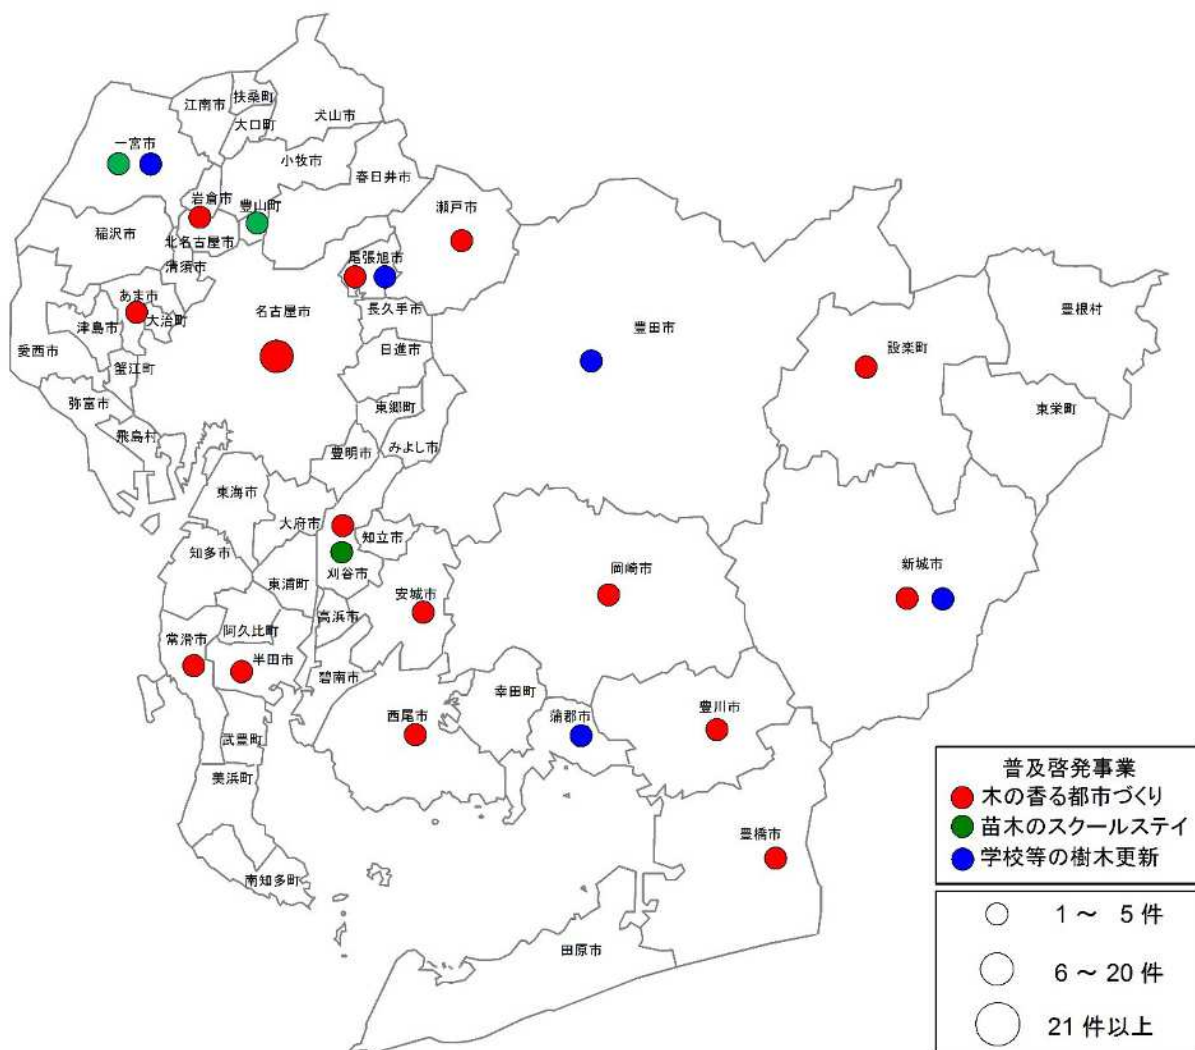 江南市
扶桑町
大口町
犬山市
一宮市
小牧市
春日井市
岩倉市
豊山町
瀬戸市
稲沢市
北名古屋市
尾張旭市
清須市
あま市
大治町
津島市
名古屋市
長久手市
豊田市
豊根村
愛西市
蟹江町
日進市
設楽町
弥富市
東郷町
東栄町
飛島村
豊明市
みよし市
東海市
大府市
知立市
知多市
刈谷市
東浦町
岡崎市
新城市
安城市
高浜市
阿久比町
常滑市
半田市
碧南市
幸田町
西尾市
蒲郡市
豊川市
武豊町
美浜町
豊橋市
南知多町
田原市
普及啓発事業
木の香る都市づくり
苗木のスクールステイ
学校等の樹木更新
1 ～ 5 件
6 ～ 20 件
21 件以上